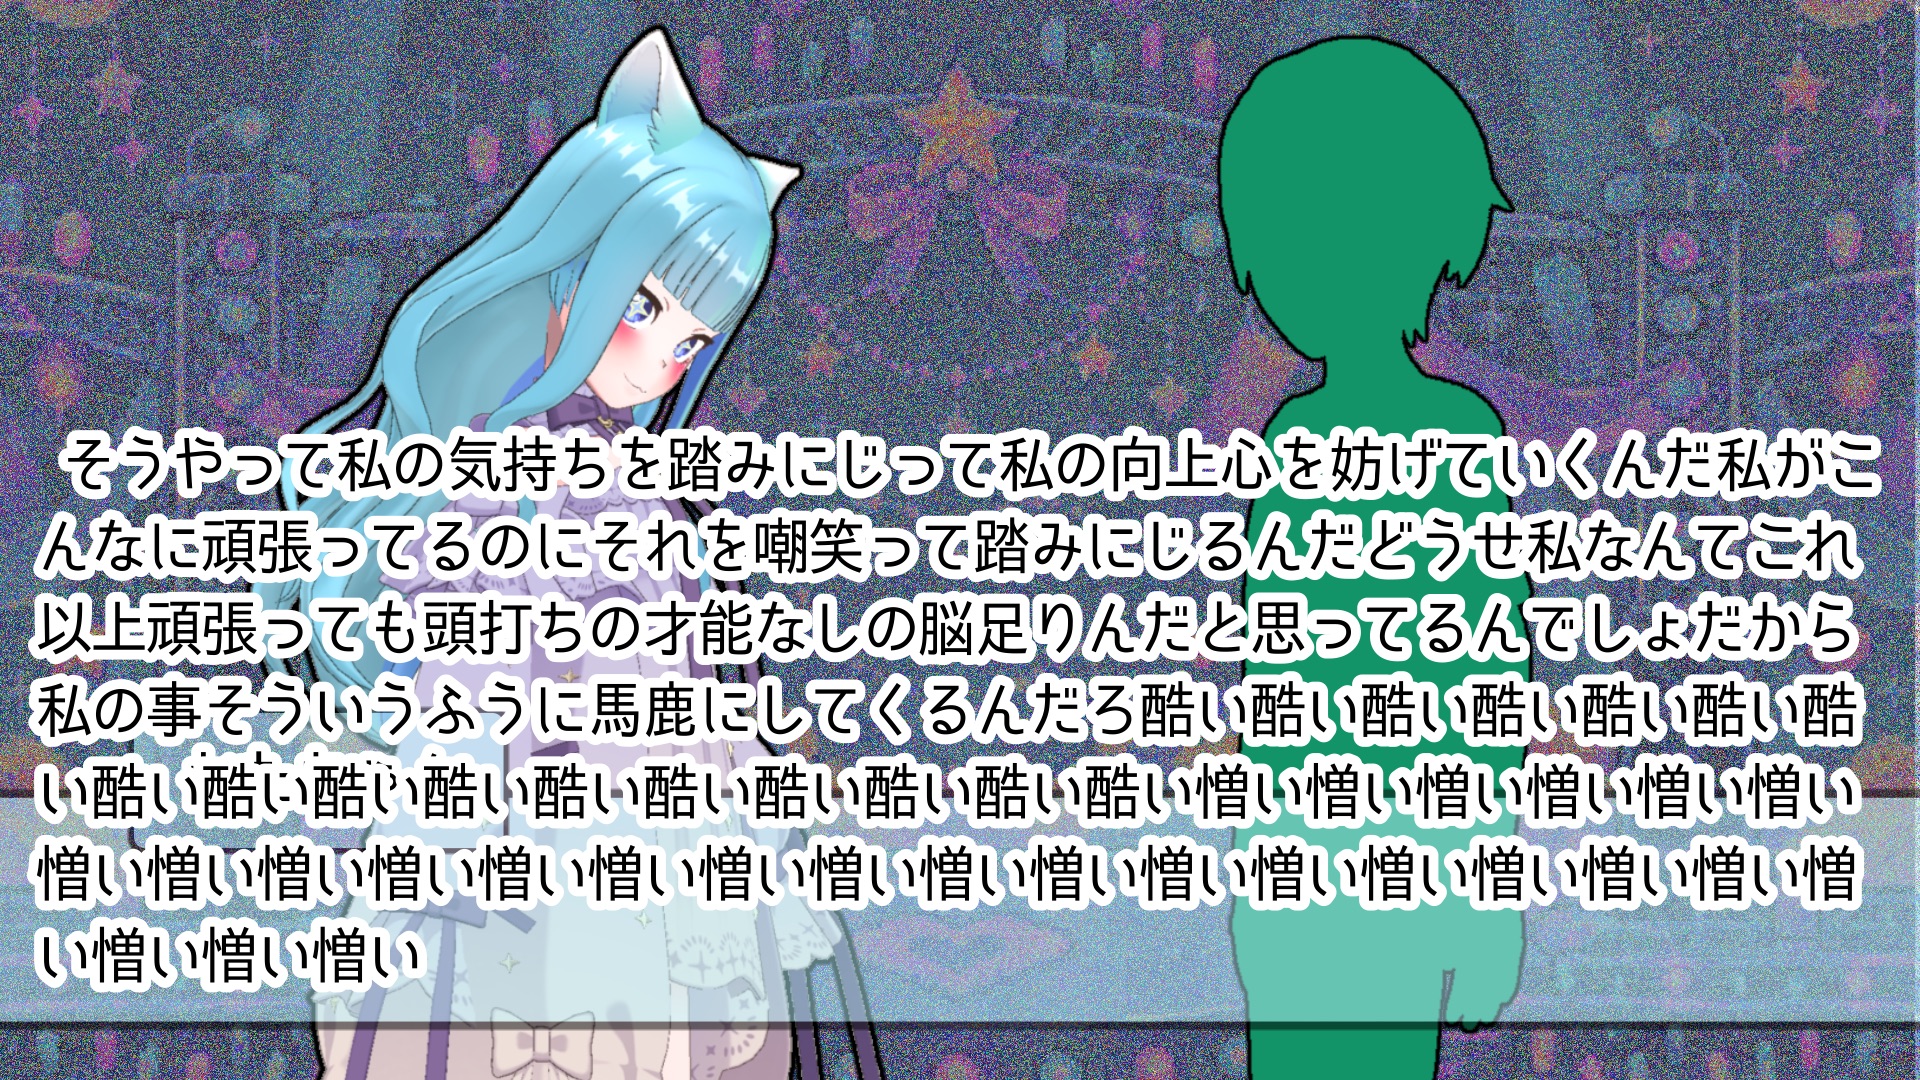 そうやって私の気持ちを踏みにじって私の向上心を妨げていくんだ私がこ
んなに頑張ってるのにそれを嘲笑って踏みにじるんだどうせ私なんてこれ
以上頑張っても頭打ちの才能なしの脳足りんだと思ってるんでしょだから
私の事そういうふうに馬鹿にしてくるんだろ酷い酷い酷い酷い酷い酷い酷
い酷い酷い酷い酷い酷い酷い酷い酷い酷い酷い憎い憎い憎い憎い憎い憎い
憎い憎い憎い憎い憎い憎い憎い憎い憎い憎い憎い憎い憎い憎い憎い憎い憎
い憎い憎い憎い